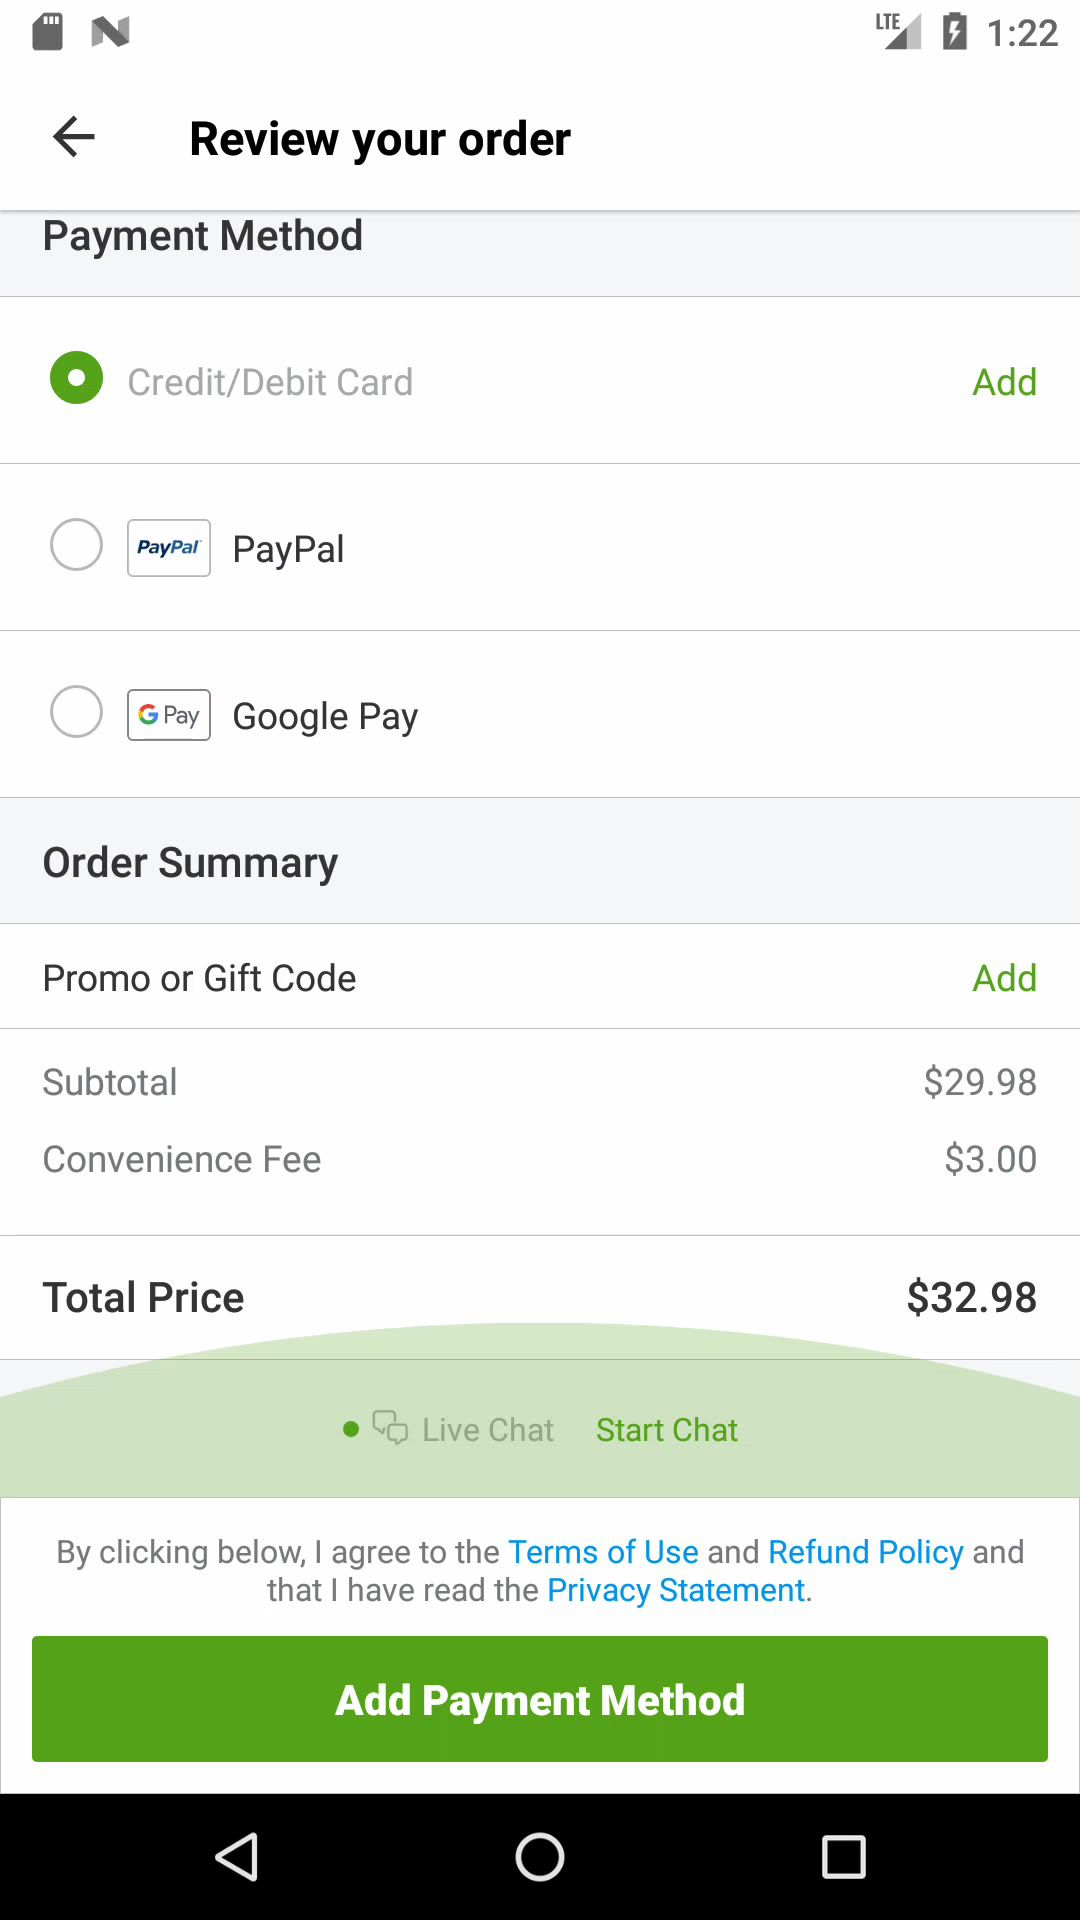 LTE 1:22
Review your order
Payment Method
Credit/Debit Card Add
PayPal PayPal
G Pay Google Pay
Order Summary
Promo or Gift Code Add
Subtotal $29.98
Convenience Fee $3.00
Total Price $32.98
Live Chat Start Chat
By clicking below, I agree to the Terms of Use and Refund Policy and
that I have read the Privacy Statement.
Add Payment Method